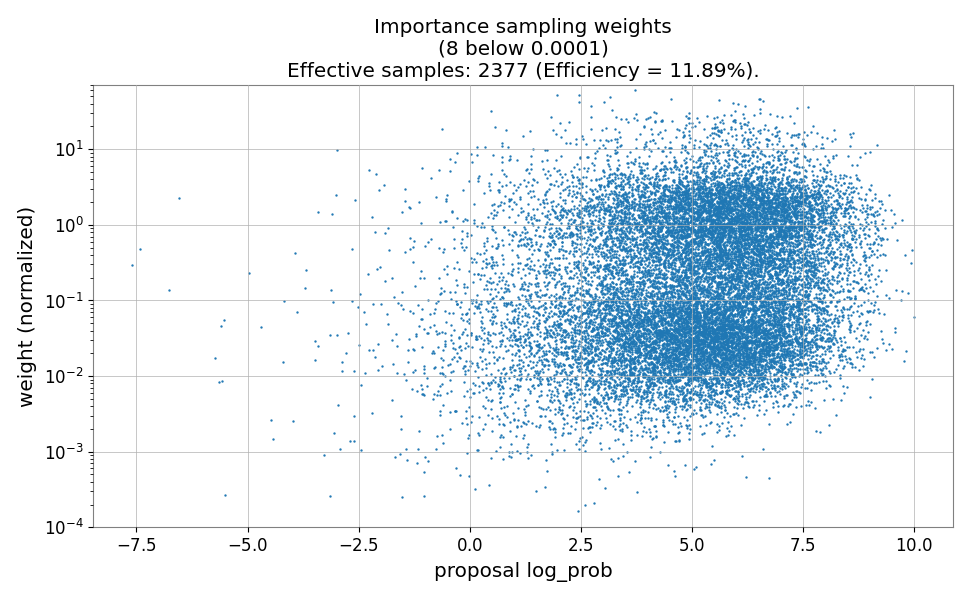 Importance sampling weights
(8 below 0.0001)
Effective samples: 2377 (Efficiency = 11.89%).
weight (normalized)
10¹
10⁰
10⁻¹
10⁻²
10⁻³
10⁻⁴
−7.5 −5.0 −2.5 0.0 2.5 5.0 7.5 10.0
proposal log_prob